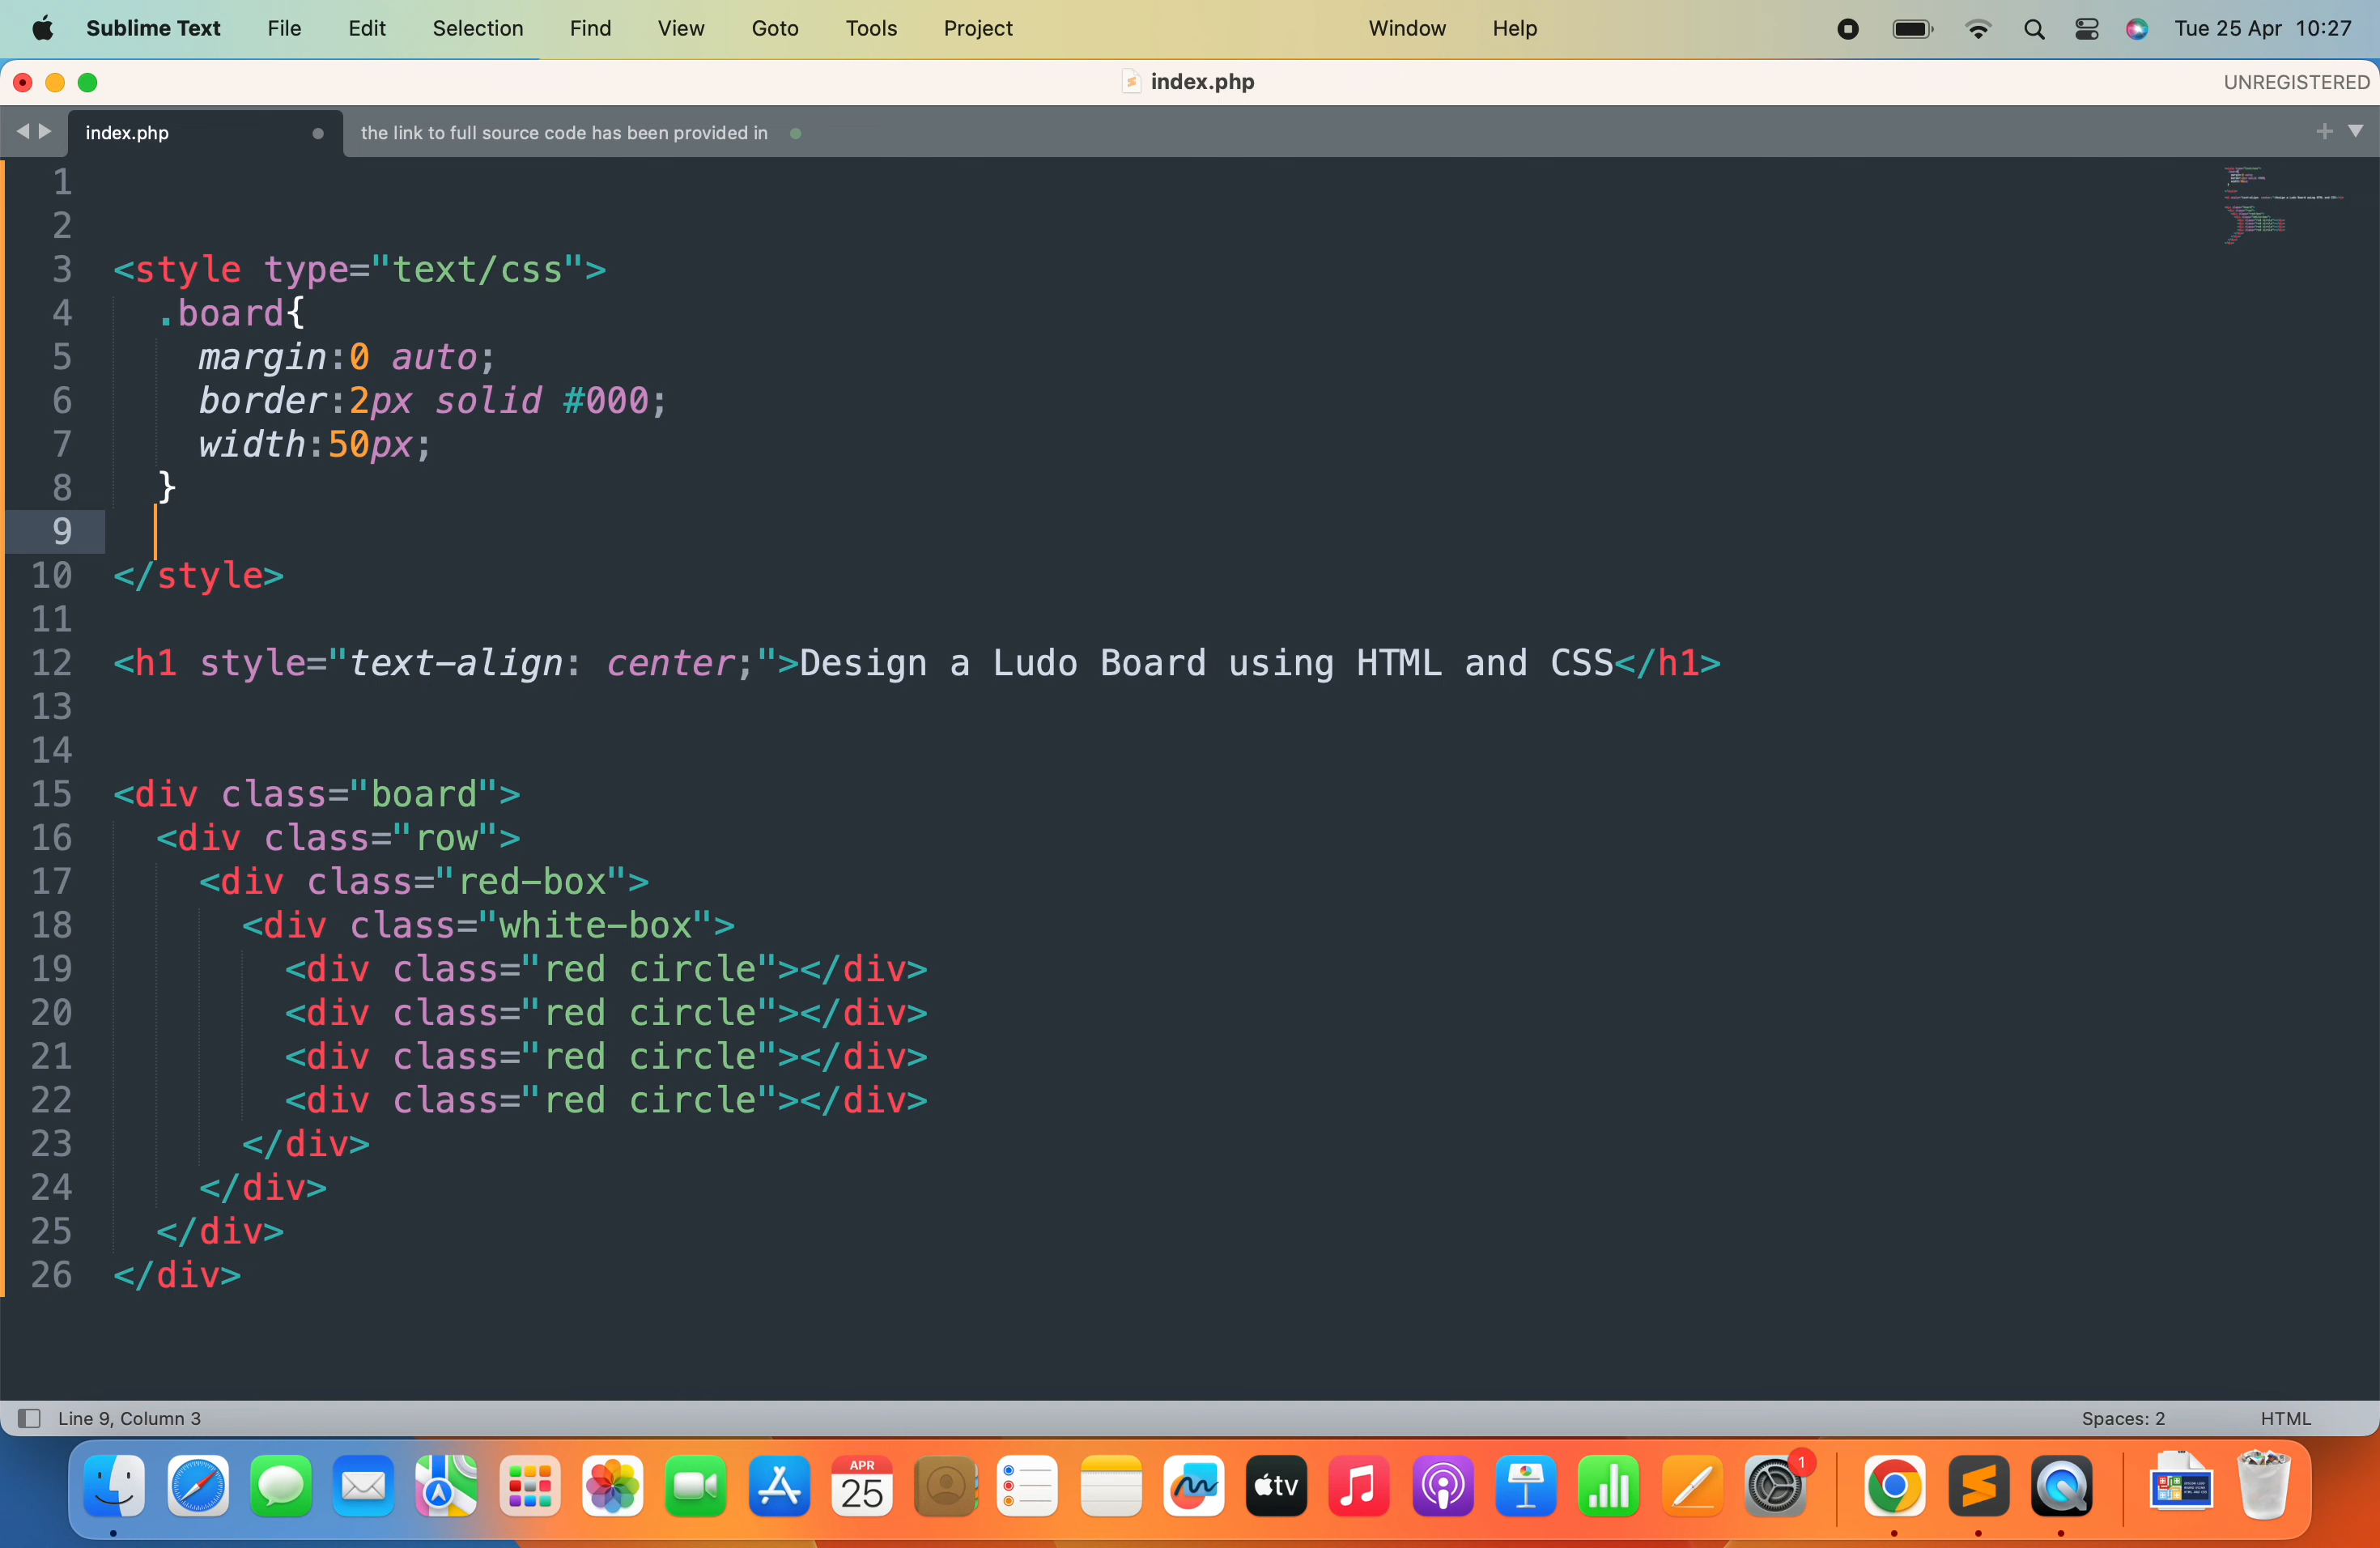 Sublime Text File Edit Selection Find View Goto Tools Project Window Help Tue 25 Apr 10:27
index.php UNREGISTERED
index.php the link to full source code has been provided in
1
2
3 <style type="text/css">
4   .board{
5     margin:0 auto;
6     border:2px solid #000;
7     width:50px;
8   }
9
10 </style>
11
12 <h1 style="text-align: center;">Design a Ludo Board using HTML and CSS</h1>
13
14
15 <div class="board">
16   <div class="row">
17     <div class="red-box">
18       <div class="white-box">
19         <div class="red circle"></div>
20         <div class="red circle"></div>
21         <div class="red circle"></div>
22         <div class="red circle"></div>
23       </div>
24     </div>
25   </div>
26 </div>
Line 9, Column 3 Spaces: 2 HTML
APR
25
tv
1